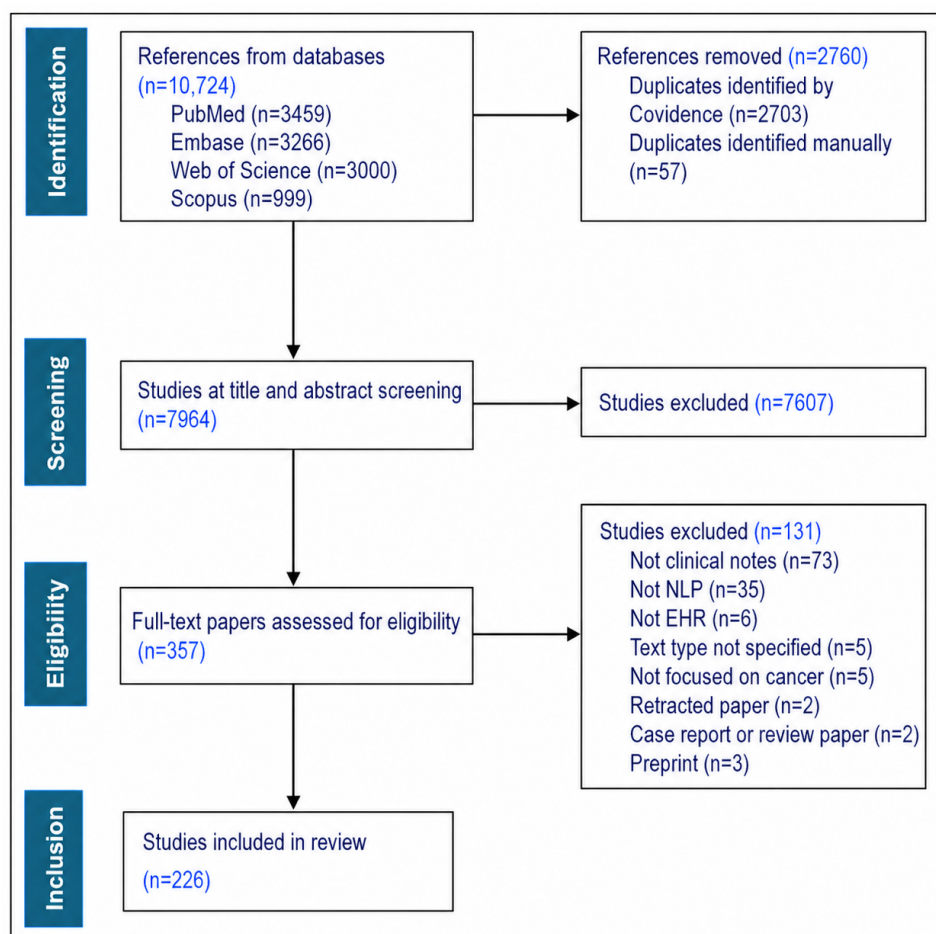 Identification
References from databases
(n=10,724)
PubMed (n=3459)
Embase (n=3266)
Web of Science (n=3000)
Scopus (n=999)
References removed (n=2760)
Duplicates identified by
Covidence (n=2703)
Duplicates identified manually
(n=57)
Screening
Studies at title and abstract screening
(n=7964)
Studies excluded (n=7607)
Eligibility
Full-text papers assessed for eligibility
(n=357)
Studies excluded (n=131)
Not clinical notes (n=73)
Not NLP (n=35)
Not EHR (n=6)
Text type not specified (n=5)
Not focused on cancer (n=5)
Retracted paper (n=2)
Case report or review paper (n=2)
Preprint (n=3)
Inclusion
Studies included in review
(n=226)